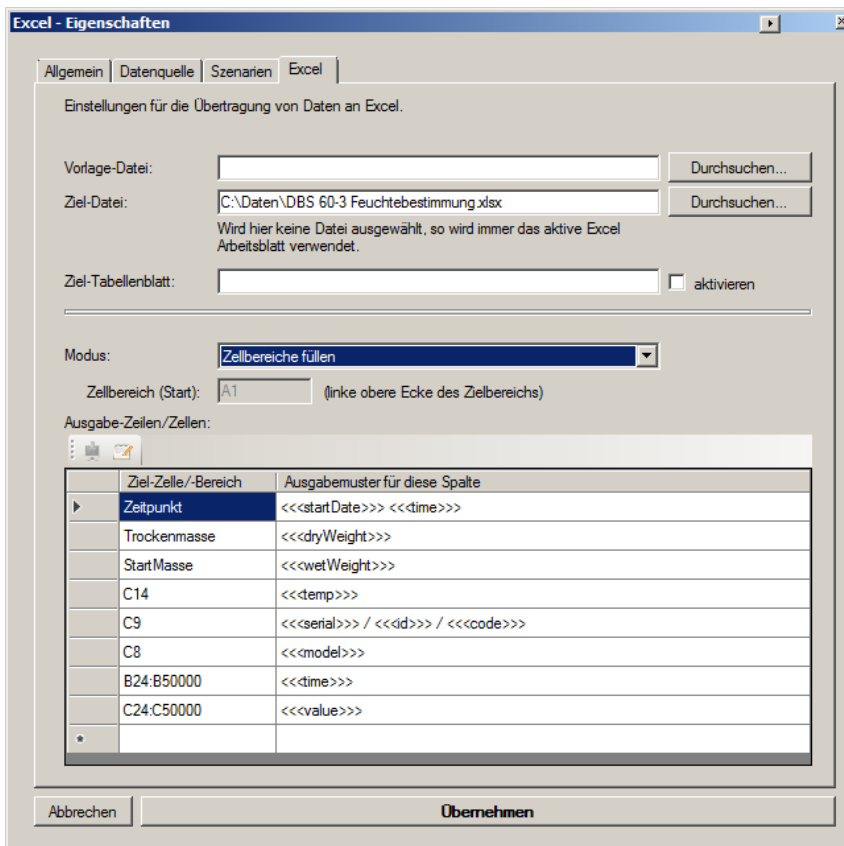 Excel - Eigenschaften
Allgemein Datenquelle Szenarien Excel
Einstellungen für die Übertragung von Daten an Excel.
Vorlage-Datei: Durchsuchen...
Ziel-Datei: C:\Daten\DBS 60-3 Feuchtebestimmung.xlsx Durchsuchen...
Wird hier keine Datei ausgewählt, so wird immer das aktive Excel
Arbeitsblatt verwendet.
Ziel-Tabellenblatt: aktivieren
Modus: Zellbereiche füllen
Zellbereich (Start): A1 (linke obere Ecke des Zielbereichs)
Ausgabe-Zeilen/Zellen:
Ziel-Zelle/-Bereich Ausgabemuster für diese Spalte
Zeitpunkt <<<startDate>>> <<<time>>>
Trockenmasse <<<dryWeight>>>
StartMasse <<<wetWeight>>>
C14 <<<temp>>>
C9 <<<serial>>> / <<<id>>> / <<<code>>>
C8 <<<model>>>
B24:B50000 <<<time>>>
C24:C50000 <<<value>>>
Abbrechen Übernehmen